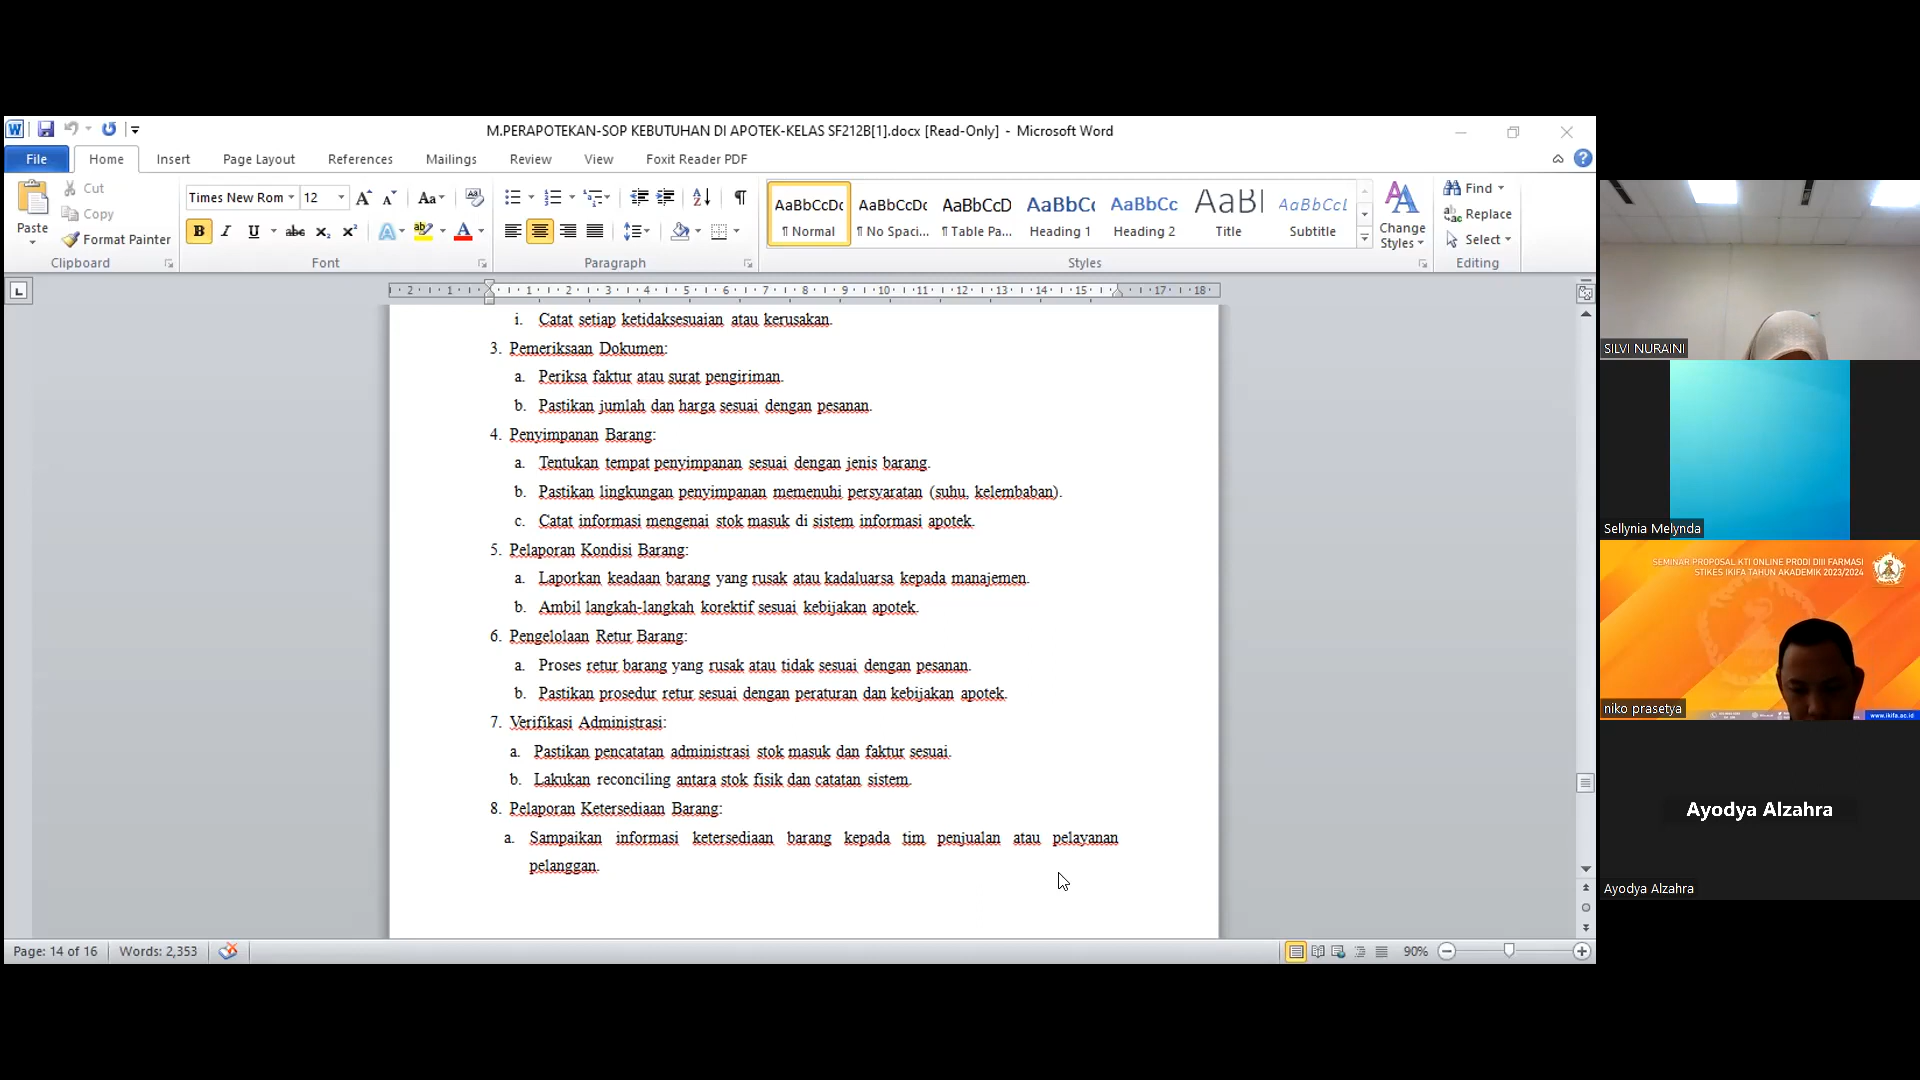 M.PERAPOTEKAN-SOP KEBUTUHAN DI APOTEK-KELAS SF212B[1].docx [Read-Only] - Microsoft Word
File Home Insert Page Layout References Mailings Review View Foxit Reader PDF
Paste
Cut
Copy
Format Painter
Clipboard
Times New Rom 12
Font
Paragraph
AaBbCcDc AaBbCcDc AaBbCcD AaBbCc AaBbCc AaBl AaBbCcL
¶ Normal ¶ No Spaci... ¶ Table Pa... Heading 1 Heading 2 Title Subtitle
Change Styles
Styles
Find
Replace
Select
Editing
i. Catat setiap ketidaksesuaian atau kerusakan.
3. Pemeriksaan Dokumen:
a. Periksa faktur atau surat pengiriman.
b. Pastikan jumlah dan harga sesuai dengan pesanan.
4. Penyimpanan Barang:
a. Tentukan tempat penyimpanan sesuai dengan jenis barang.
b. Pastikan lingkungan penyimpanan memenuhi persyaratan (suhu, kelembaban).
c. Catat informasi mengenai stok masuk di sistem informasi apotek.
5. Pelaporan Kondisi Barang:
a. Laporkan keadaan barang yang rusak atau kadaluarsa kepada manajemen.
b. Ambil langkah-langkah korektif sesuai kebijakan apotek.
6. Pengelolaan Retur Barang:
a. Proses retur barang yang rusak atau tidak sesuai dengan pesanan.
b. Pastikan prosedur retur sesuai dengan peraturan dan kebijakan apotek.
7. Verifikasi Administrasi:
a. Pastikan pencatatan administrasi stok masuk dan faktur sesuai.
b. Lakukan reconciling antara stok fisik dan catatan sistem.
8. Pelaporan Ketersediaan Barang:
a. Sampaikan informasi ketersediaan barang kepada tim penjualan atau pelayanan
pelanggan.
Page: 14 of 16 Words: 2,353 90%
SILVI NURAINI
Sellynia Melynda
SEMINAR PROPOSAL KTI ONLINE PRODI DIII FARMASI
STIKES IKIFA TAHUN AKADEMIK 2023/2024
niko prasetya
www.ikifa.ac.id
Ayodya Alzahra
Ayodya Alzahra